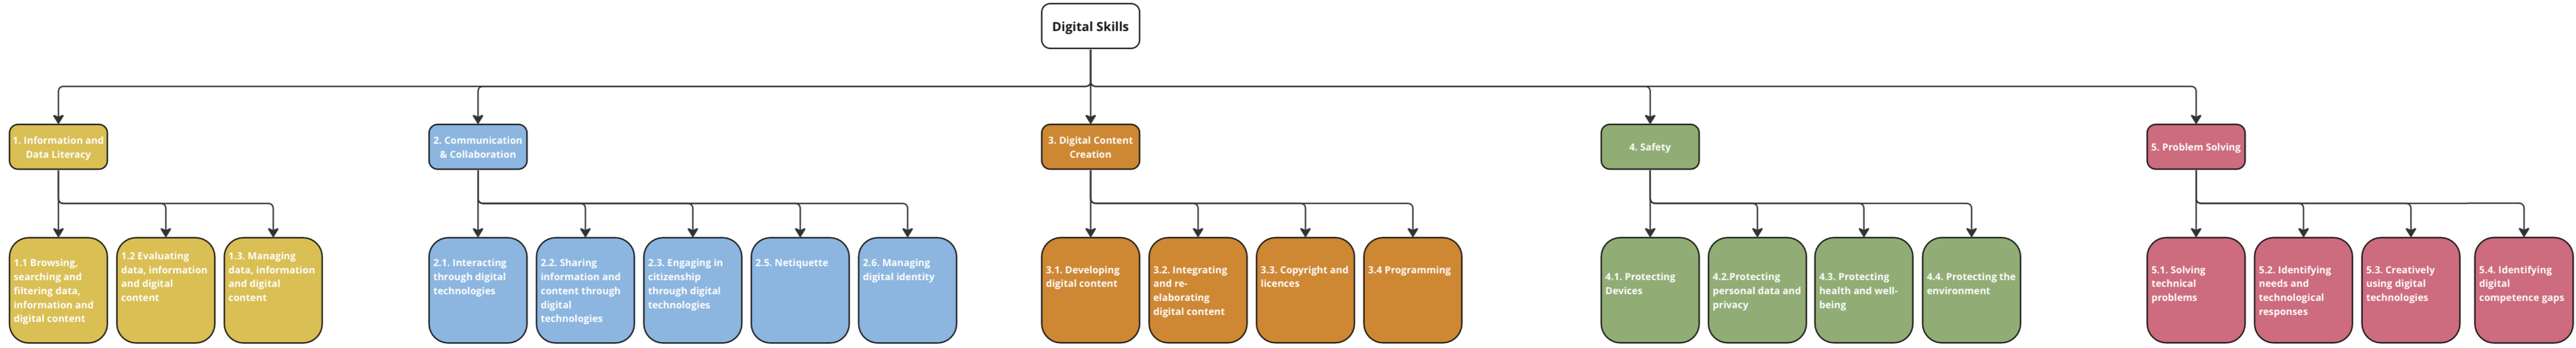 Digital Skills
1. Information and
Data Literacy
2. Communication
& Collaboration
3. Digital Content
Creation
4. Safety
5. Problem Solving
1.1 Browsing,
searching and
filtering data,
information and
digital content
1.2 Evaluating
data, information
and digital
content
1.3. Managing
data, information
and digital
content
2.1. Interacting
through digital
technologies
2.2. Sharing
information and
content through
digital
technologies
2.3. Engaging in
citizenship
through digital
technologies
2.5. Netiquette
2.6. Managing
digital identity
3.1. Developing
digital content
3.2. Integrating
and re-
elaborating
digital content
3.3. Copyright and
licences
3.4 Programming
4.1. Protecting
Devices
4.2.Protecting
personal data and
privacy
4.3. Protecting
health and well-
being
4.4. Protecting the
environment
5.1. Solving
technical
problems
5.2. Identifying
needs and
technological
responses
5.3. Creatively
using digital
technologies
5.4. Identifying
digital
competence gaps